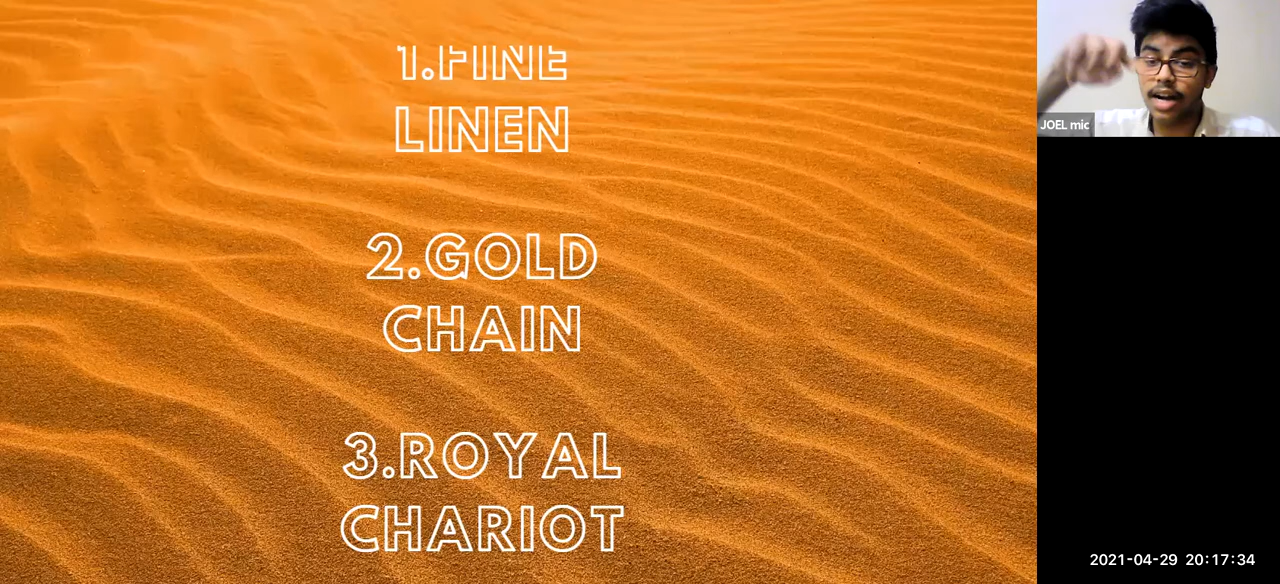 1.FINE
LINEN
2.GOLD
CHAIN
3.ROYAL
CHARIOT
JOEL mic
2021-04-29 20:17:34